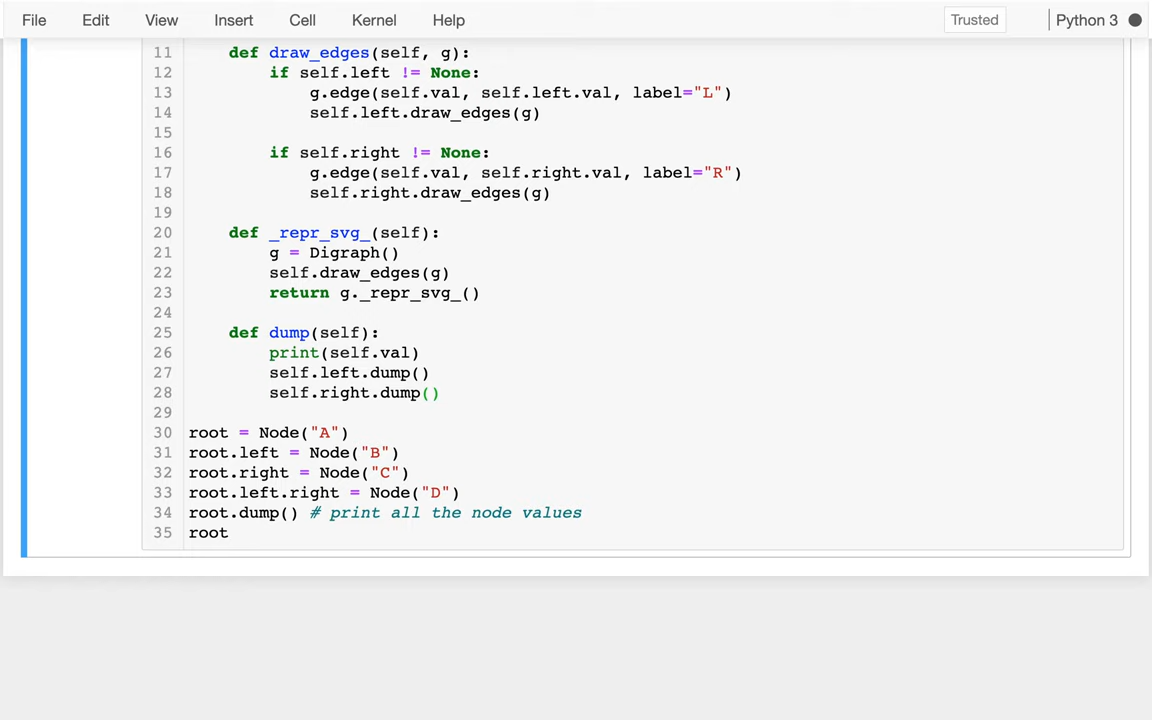 File Edit View Insert Cell Kernel Help Trusted Python 3
11 def draw_edges(self, g):
12 if self.left != None:
13 g.edge(self.val, self.left.val, label="L")
14 self.left.draw_edges(g)
15
16 if self.right != None:
17 g.edge(self.val, self.right.val, label="R")
18 self.right.draw_edges(g)
19
20 def _repr_svg_(self):
21 g = Digraph()
22 self.draw_edges(g)
23 return g._repr_svg_()
24
25 def dump(self):
26 print(self.val)
27 self.left.dump()
28 self.right.dump()
29
30 root = Node("A")
31 root.left = Node("B")
32 root.right = Node("C")
33 root.left.right = Node("D")
34 root.dump() # print all the node values
35 root